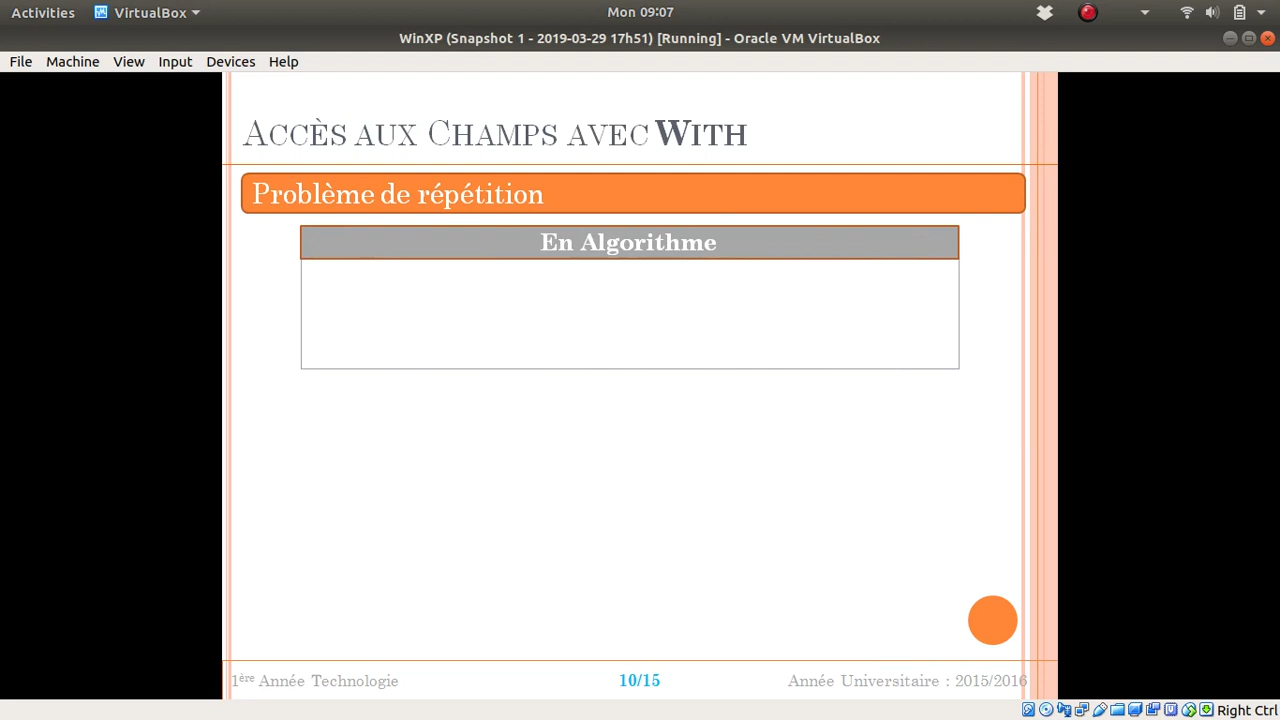 Activities VirtualBox Mon 09:07
WinXP (Snapshot 1 - 2019-03-29 17h51) [Running] - Oracle VM VirtualBox
File Machine View Input Devices Help
Accès aux Champs avec With
Problème de répétition
En Algorithme
1ère Année Technologie 10/15 Année Universitaire : 2015/2016
Right Ctrl